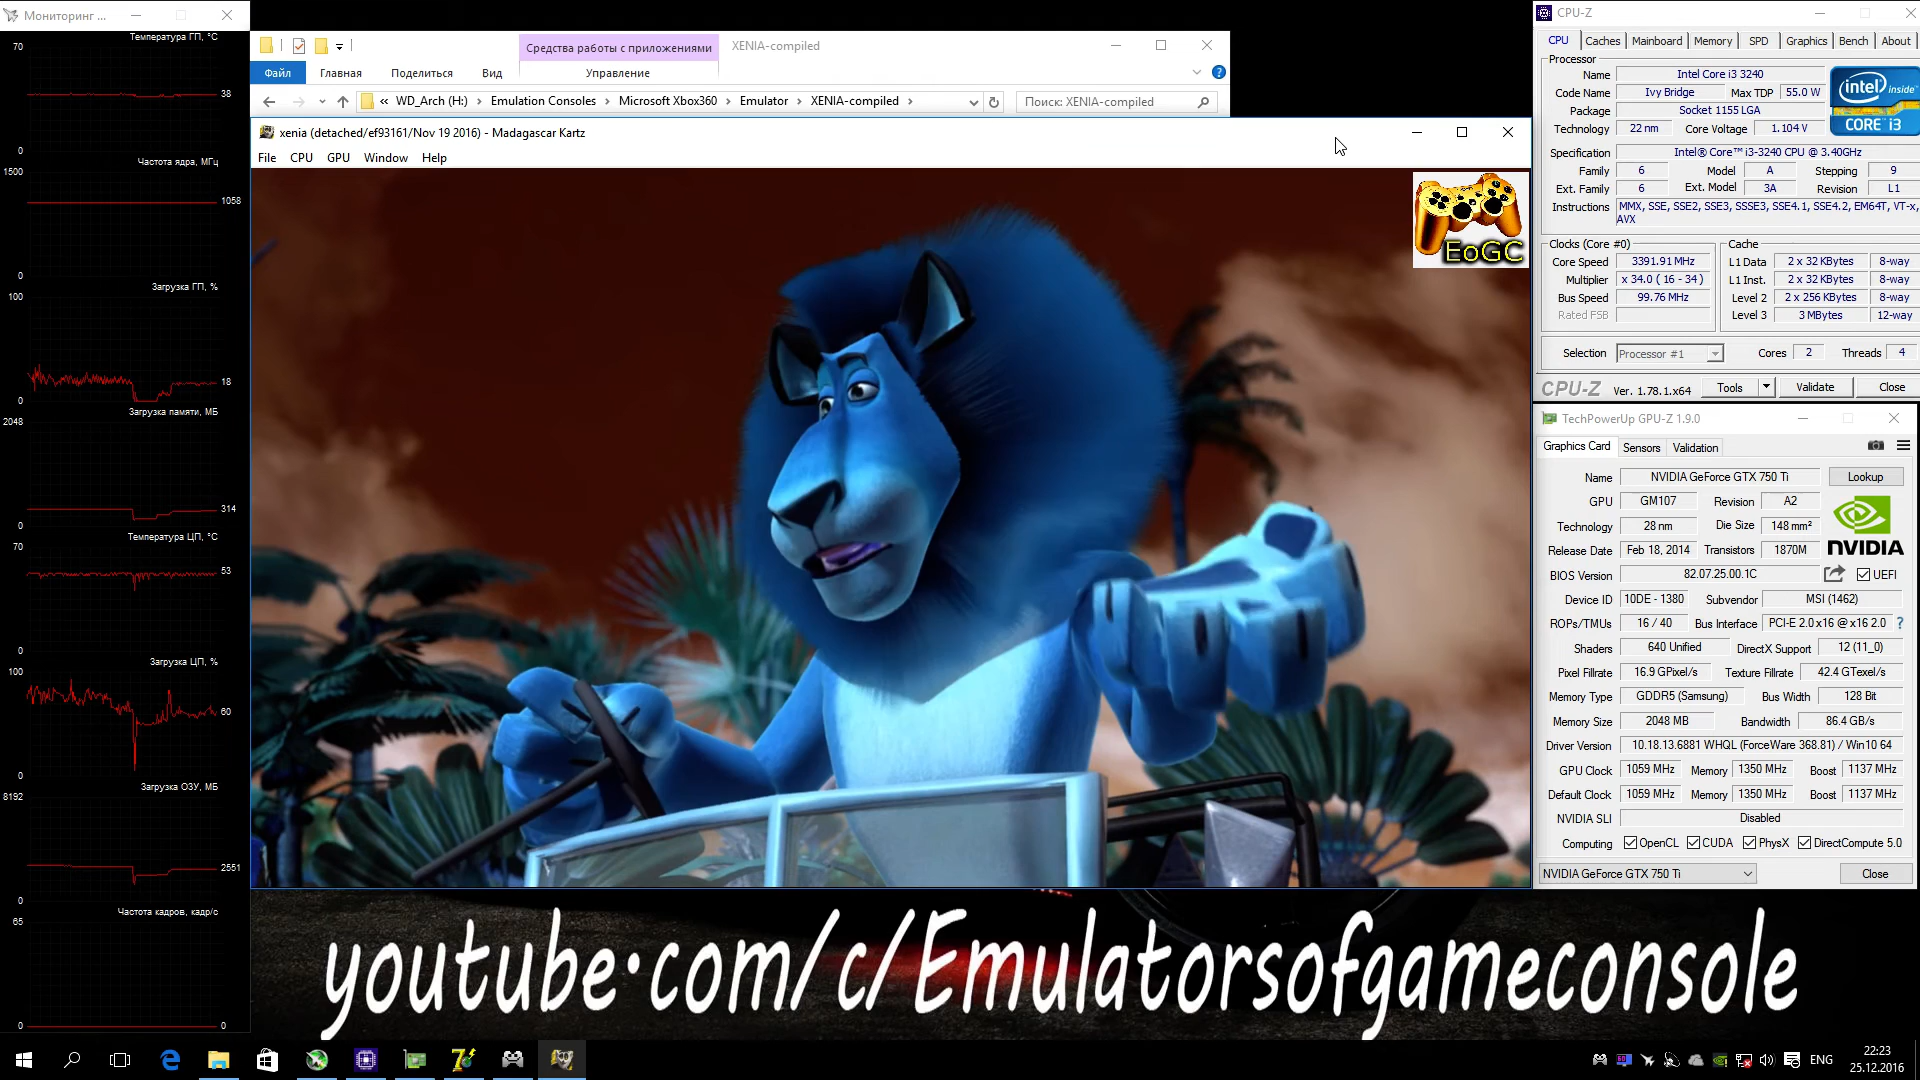 Мониторинг ...
Температура ГП, °C
70
38
0
Частота ядра, МГц
1500
1058
0
Загрузка ГП, %
100
18
0
Загрузка памяти, МБ
2048
314
0
Температура ЦП, °C
70
53
0
Загрузка ЦП, %
100
60
0
Загрузка ОЗУ, МБ
8192
2551
0
Частота кадров, кадр/с
65
0
0
Средства работы с приложениями
XENIA-compiled
Файл
Главная
Поделиться
Вид
Управление
« WD_Arch (H:) › Emulation Consoles › Microsoft Xbox360 › Emulator › XENIA-compiled ›
Поиск: XENIA-compiled
xenia (detached/ef93161/Nov 19 2016) - Madagascar Kartz
File CPU GPU Window Help
EoGC
youtube.com/c/Emulatorsofgameconsole
CPU-Z
CPU Caches Mainboard Memory SPD Graphics Bench About
Processor
Name Intel Core i3 3240
Code Name Ivy Bridge Max TDP 55.0 W
Package Socket 1155 LGA
Technology 22 nm Core Voltage 1.104 V
intel inside™
CORE i3
Specification Intel® Core™ i3-3240 CPU @ 3.40GHz
Family 6 Model A Stepping 9
Ext. Family 6 Ext. Model 3A Revision L1
Instructions MMX, SSE, SSE2, SSE3, SSSE3, SSE4.1, SSE4.2, EM64T, VT-x,
AVX
Clocks (Core #0)
Core Speed 3391.91 MHz
Multiplier x 34.0 ( 16 - 34 )
Bus Speed 99.76 MHz
Rated FSB
Cache
L1 Data 2 x 32 KBytes 8-way
L1 Inst. 2 x 32 KBytes 8-way
Level 2 2 x 256 KBytes 8-way
Level 3 3 MBytes 12-way
Selection Processor #1 Cores 2 Threads 4
CPU-Z Ver. 1.78.1.x64 Tools Validate Close
TechPowerUp GPU-Z 1.9.0
Graphics Card Sensors Validation
Name NVIDIA GeForce GTX 750 Ti Lookup
GPU GM107 Revision A2
Technology 28 nm Die Size 148 mm²
Release Date Feb 18, 2014 Transistors 1870M
NVIDIA
BIOS Version 82.07.25.00.1C UEFI
Device ID 10DE - 1380 Subvendor MSI (1462)
ROPs/TMUs 16 / 40 Bus Interface PCI-E 2.0 x16 @ x16 2.0 ?
Shaders 640 Unified DirectX Support 12 (11_0)
Pixel Fillrate 16.9 GPixel/s Texture Fillrate 42.4 GTexel/s
Memory Type GDDR5 (Samsung) Bus Width 128 Bit
Memory Size 2048 MB Bandwidth 86.4 GB/s
Driver Version 10.18.13.6881 WHQL (ForceWare 368.81) / Win10 64
GPU Clock 1059 MHz Memory 1350 MHz Boost 1137 MHz
Default Clock 1059 MHz Memory 1350 MHz Boost 1137 MHz
NVIDIA SLI Disabled
Computing OpenCL CUDA PhysX DirectCompute 5.0
NVIDIA GeForce GTX 750 Ti Close
ENG
22:23
25.12.2016